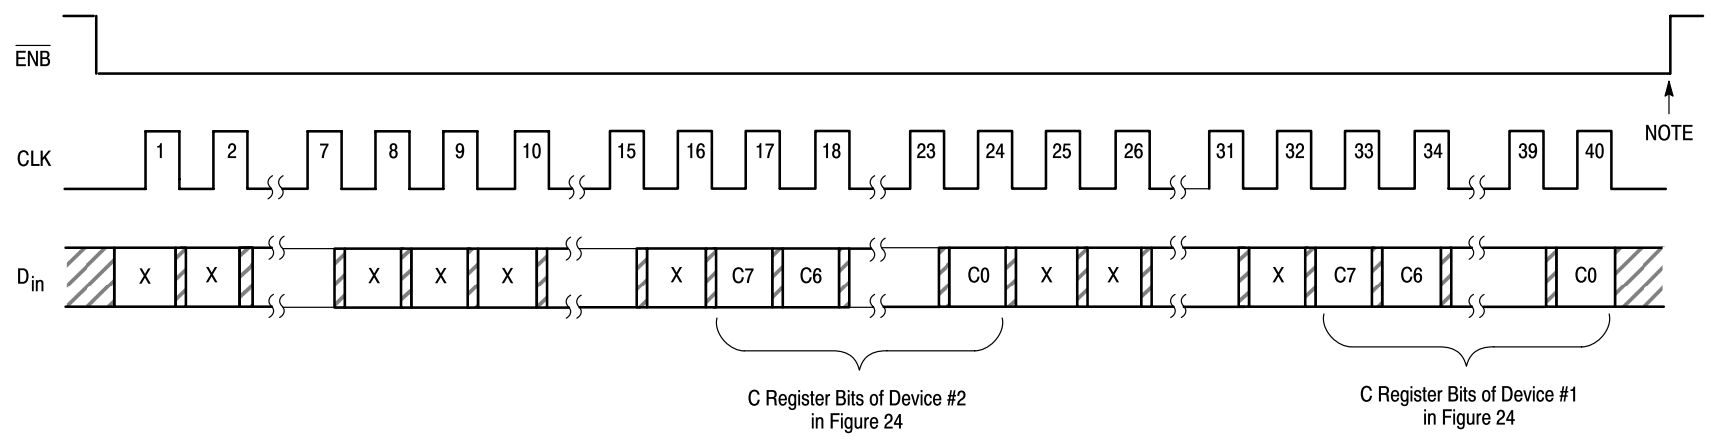 ENB
NOTE
CLK 1 2 7 8 9 10 15 16 17 18 23 24 25 26 31 32 33 34 39 40
Din X X X X X X C7 C6 C0 X X X C7 C6 C0
C Register Bits of Device #2
in Figure 24
C Register Bits of Device #1
in Figure 24